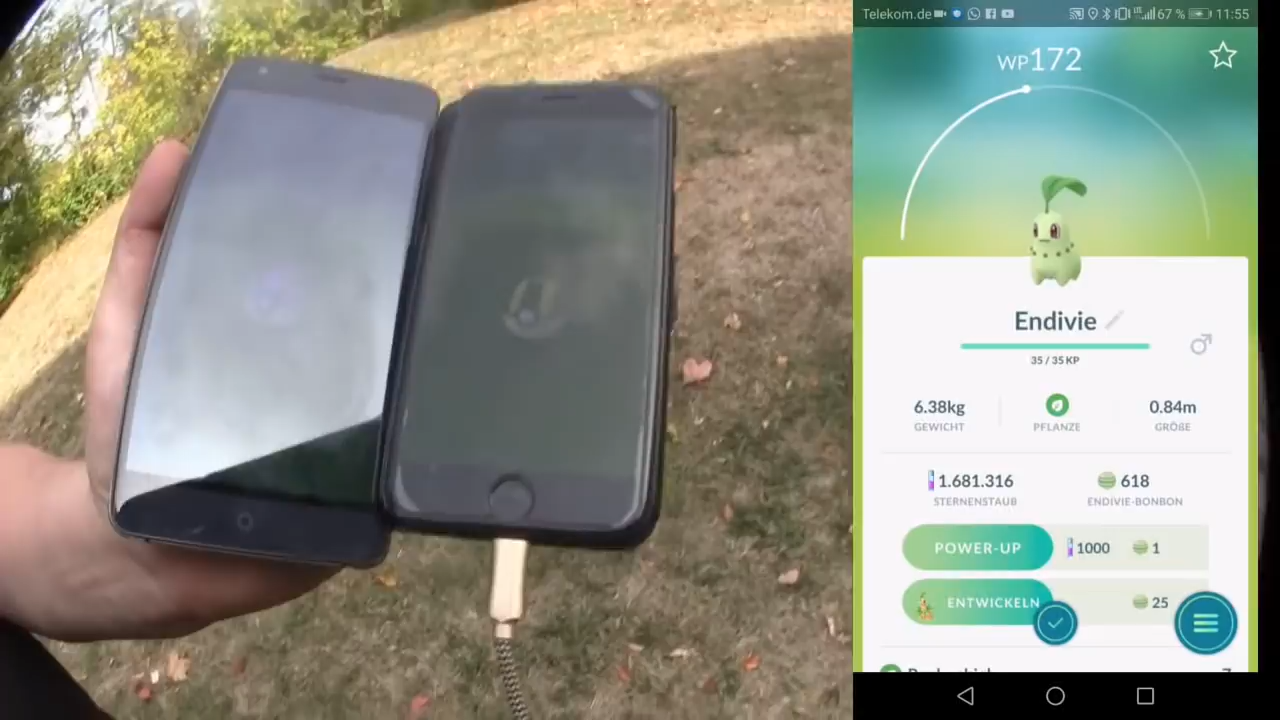 Telekom.de
67 % 11:55
WP172
Endivie
35 / 35 KP
6.38kg
0.84m
GEWICHT
PFLANZE
GRÖßE
1.681.316
618
STERNENSTAUB
ENDIVIE-BONBON
POWER-UP
1000
1
ENTWICKELN
25
7